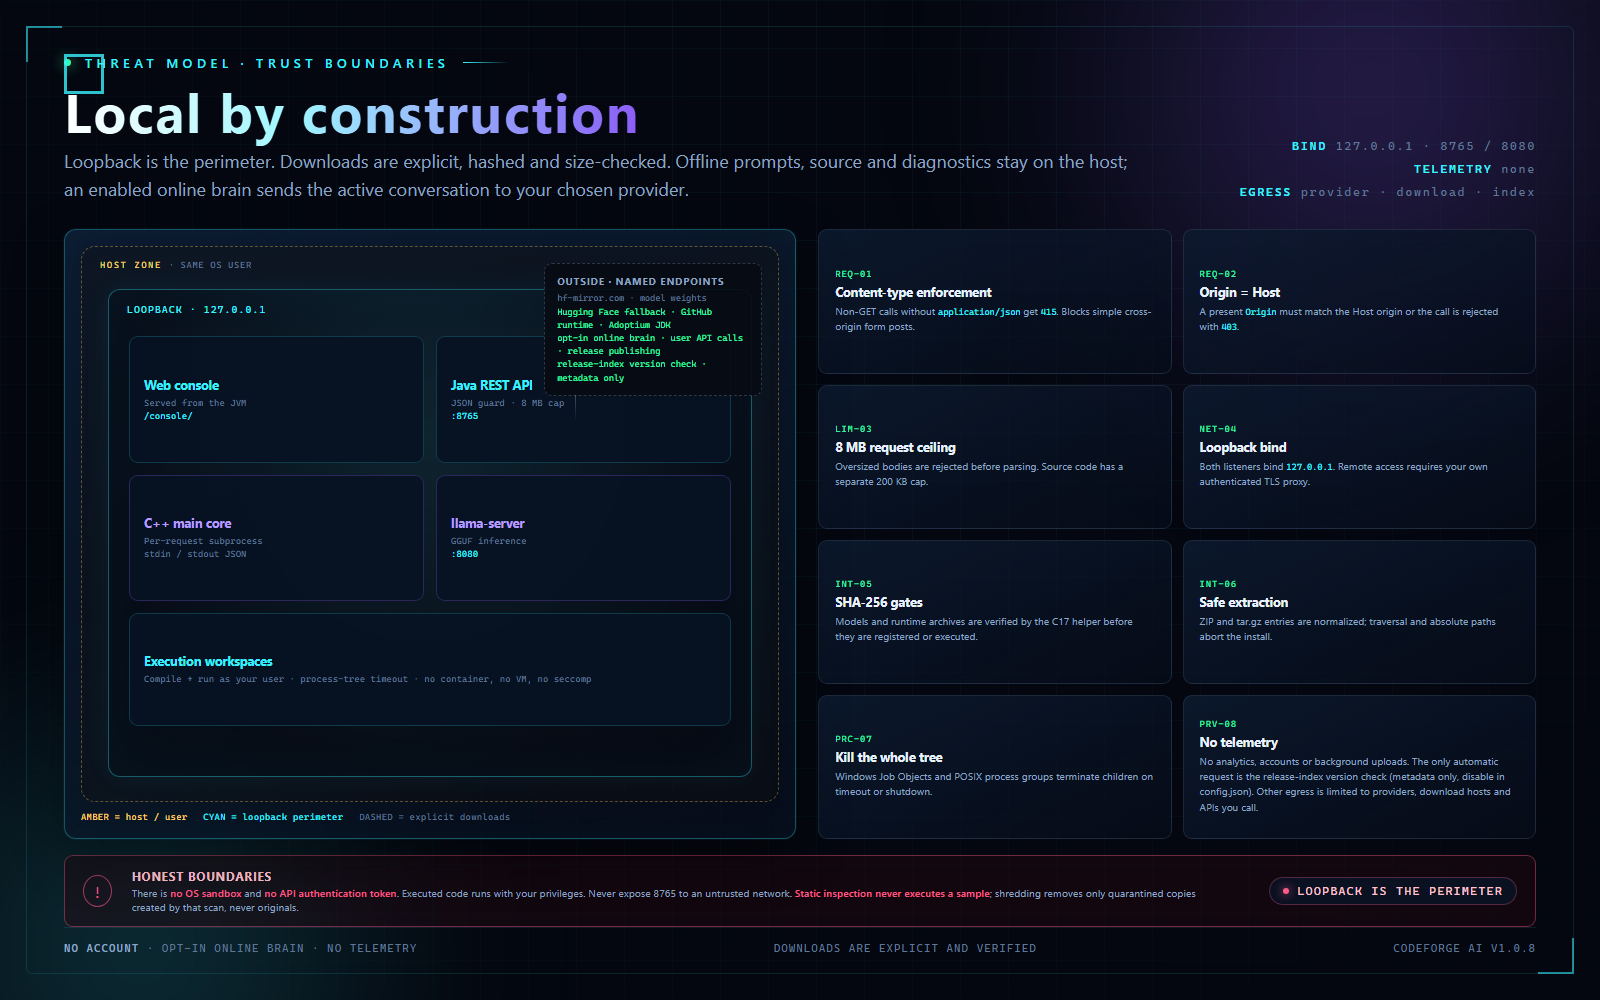 THREAT MODEL · TRUST BOUNDARIES
Local by construction
Loopback is the perimeter. Downloads are explicit, hashed and size-checked. Offline prompts, source and diagnostics stay on the host;
an enabled online brain sends the active conversation to your chosen provider.
BIND 127.0.0.1 · 8765 / 8080
TELEMETRY none
EGRESS provider · download · index
HOST ZONE · SAME OS USER
LOOPBACK · 127.0.0.1
OUTSIDE · NAMED ENDPOINTS
hf-mirror.com · model weights
Hugging Face fallback · GitHub
runtime · Adoptium JDK
opt-in online brain · user API calls
· release publishing
release-index version check ·
metadata only
Web console
Served from the JVM
/console/
Java REST API
JSON guard · 8 MB cap
:8765
C++ main core
Per-request subprocess
stdin / stdout JSON
llama-server
GGUF inference
:8080
Execution workspaces
Compile + run as your user · process-tree timeout · no container, no VM, no seccomp
AMBER = host / user CYAN = loopback perimeter DASHED = explicit downloads
REQ-01
Content-type enforcement
Non-GET calls without application/json get 415. Blocks simple cross-
origin form posts.
REQ-02
Origin = Host
A present Origin must match the Host origin or the call is rejected
with 403.
LIM-03
8 MB request ceiling
Oversized bodies are rejected before parsing. Source code has a
separate 200 KB cap.
NET-04
Loopback bind
Both listeners bind 127.0.0.1. Remote access requires your own
authenticated TLS proxy.
INT-05
SHA-256 gates
Models and runtime archives are verified by the C17 helper before
they are registered or executed.
INT-06
Safe extraction
ZIP and tar.gz entries are normalized; traversal and absolute paths
abort the install.
PRC-07
Kill the whole tree
Windows Job Objects and POSIX process groups terminate children on
timeout or shutdown.
PRV-08
No telemetry
No analytics, accounts or background uploads. The only automatic
request is the release-index version check (metadata only, disable in
config.json). Other egress is limited to providers, download hosts and
APIs you call.
!
HONEST BOUNDARIES
There is no OS sandbox and no API authentication token. Executed code runs with your privileges. Never expose 8765 to an untrusted network. Static inspection never executes a sample; shredding removes only quarantined copies
created by that scan, never originals.
LOOPBACK IS THE PERIMETER
NO ACCOUNT · OPT-IN ONLINE BRAIN · NO TELEMETRY
DOWNLOADS ARE EXPLICIT AND VERIFIED
CODEFORGE AI V1.0.8